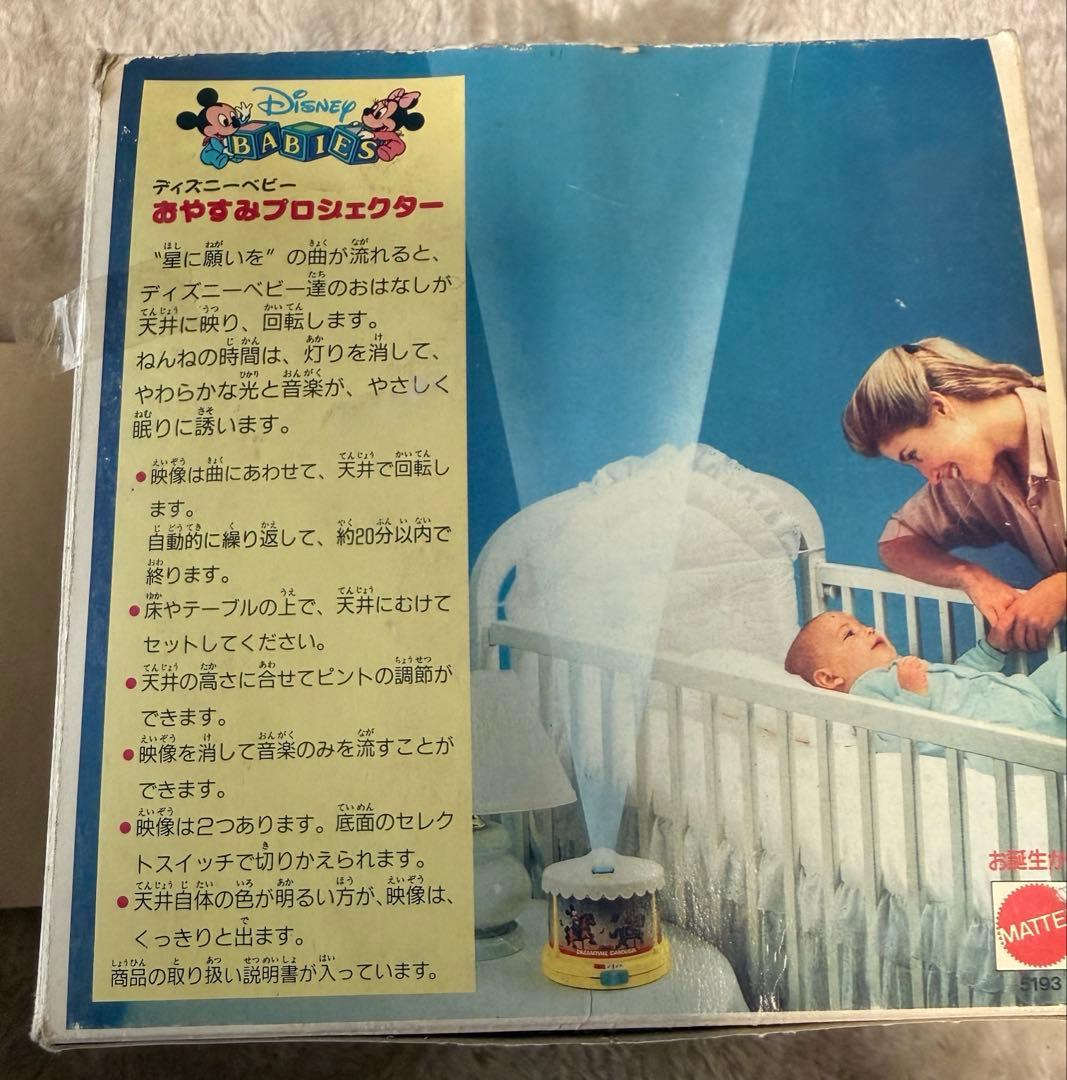 Disney
BABIES
ディズニーベビー
おやすみプロジェクター
"星に願いを"の曲が流れると、
ディズニーベビー達のおはなしが
天井に映り、回転します。
ねんねの時間は、灯りを消して、
やわらかな光と音楽が、やさしく
眠りに誘います。
●映像は曲にあわせて、天井で回転し
ます。
自動的に繰り返して、約20分以内で
終ります。
●床やテーブルの上で、天井にむけて
セットしてください。
●天井の高さに合せてピントの調節が
できます。
●映像を消して音楽のみを流すことが
できます。
●映像は2つあります。底面のセレク
トスイッチで切りかえられます。
●天井自体の色が明るい方が、映像は、
くっきりと出ます。
商品の取り扱い説明書が入っています。
DREAMTIME CAROUSEL
お誕生か
MATTE
5193